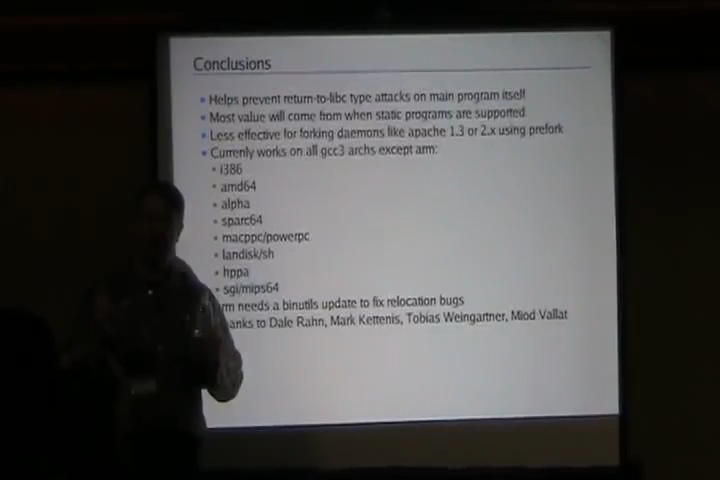 Conclusions
Helps prevent return-to-libc type attacks on main program itself
Most value will come from when static programs are supported
Less effective for forking daemons like apache 1.3 or 2.x using prefork
Currenly works on all gcc3 archs except arm:
i386
amd64
alpha
sparc64
macppc/powerpc
landisk/sh
hppa
sgi/mips64
needs a binutils update to fix relocation bugs
to Dale Rahn, Mark Kettenis, Tobias Weingartner, Miod Vallat